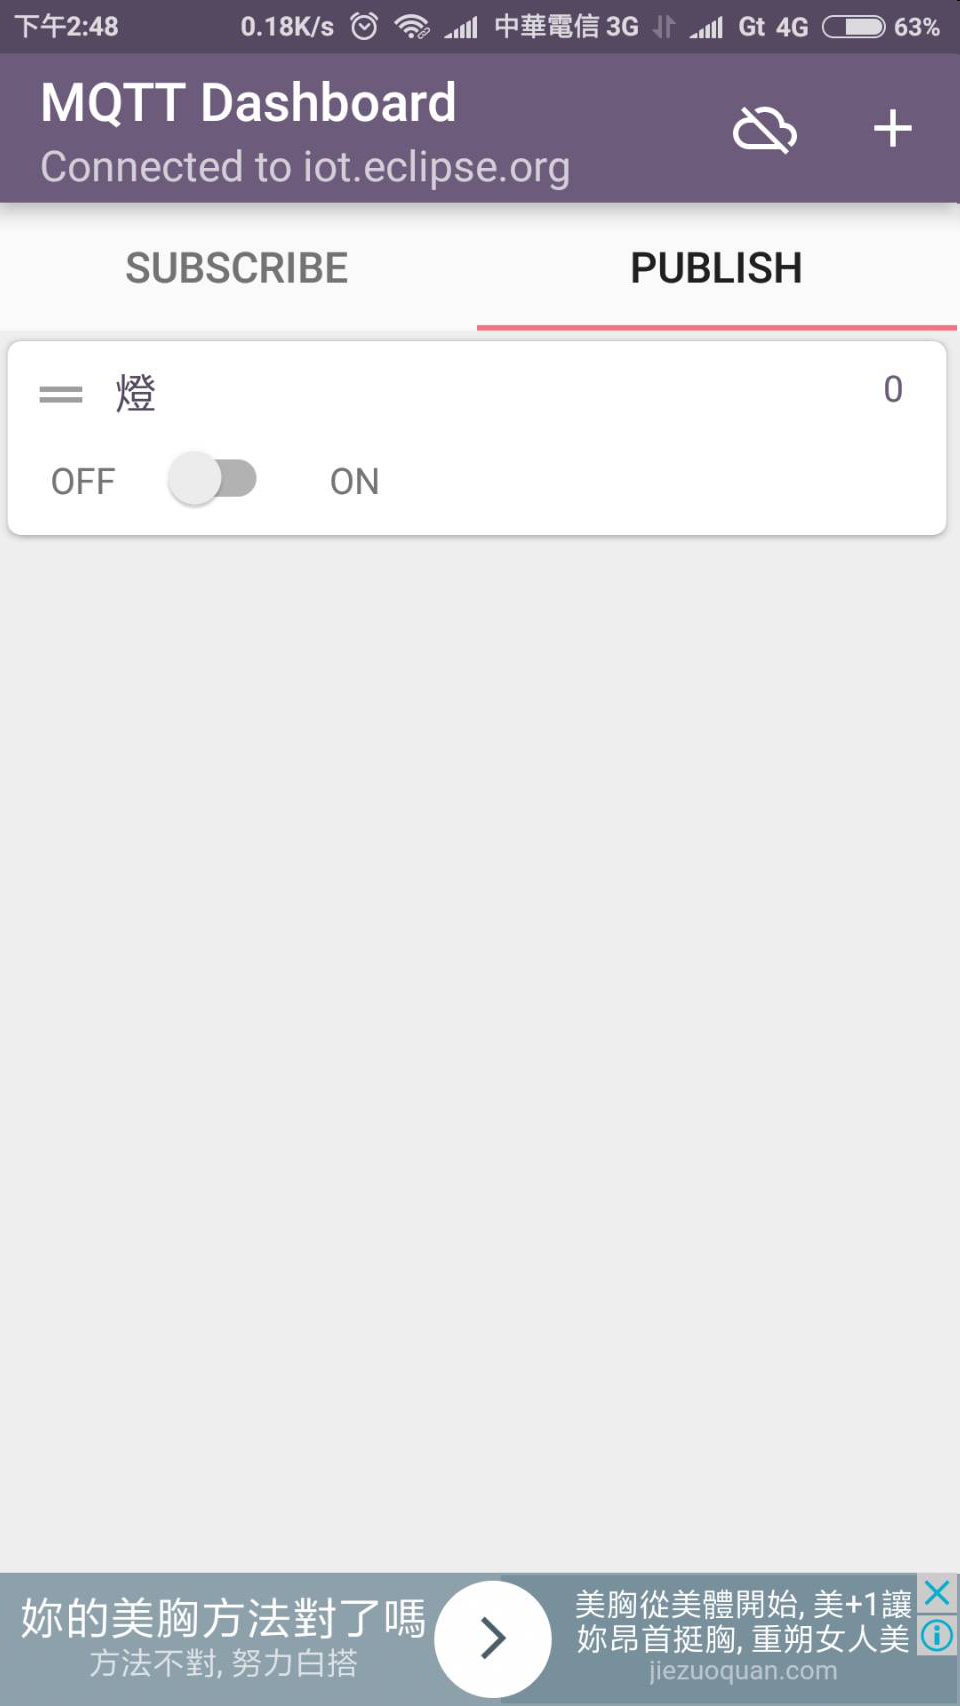 下午2:48 0.18K/s 中華電信 3G Gt 4G 63%
MQTT Dashboard
Connected to iot.eclipse.org
SUBSCRIBE PUBLISH
燈 0
OFF ON
妳的美胸方法對了嗎
方法不對, 努力白搭
美胸從美體開始, 美+1讓
妳昂首挺胸, 重朔女人美
jiezuoquan.com